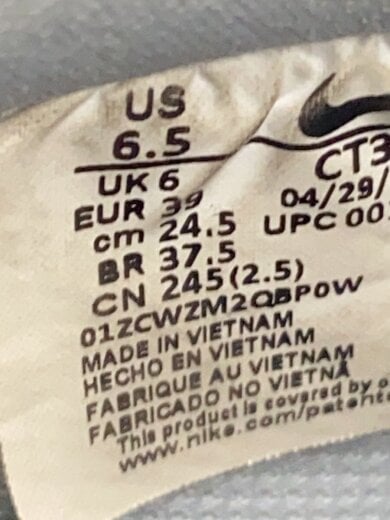 US
6.5
UK 6
EUR 39
cm 24.5
BR 37.5
CN 245(2.5)
CT3
04/29/
UPC 00
01ZCWZM2QBP0W
MADE IN VIETNAM
HECHO EN VIETNAM
FABRIQUE AU VIETNAM
FABRICADO NO VIETNÃ
This product is covered by
www.nike.com/patents